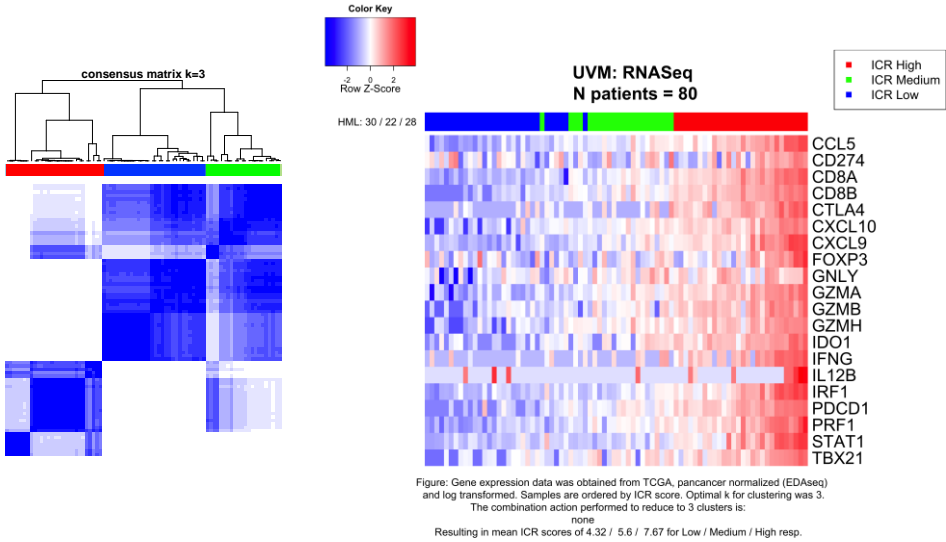 consensus matrix k=3
Color Key
-2 0 2
Row Z-Score
UVM: RNASeq
N patients = 80
ICR High
ICR Medium
ICR Low
HML: 30 / 22 / 28
CCL5
CD274
CD8A
CD8B
CTLA4
CXCL10
CXCL9
FOXP3
GNLY
GZMA
GZMB
GZMH
IDO1
IFNG
IL12B
IRF1
PDCD1
PRF1
STAT1
TBX21
Figure: Gene expression data was obtained from TCGA, pancancer normalized (EDAseq)
and log transformed. Samples are ordered by ICR score. Optimal k for clustering was 3.
The combination action performed to reduce to 3 clusters is:
none
Resulting in mean ICR scores of 4.32 / 5.6 / 7.67 for Low / Medium / High resp.